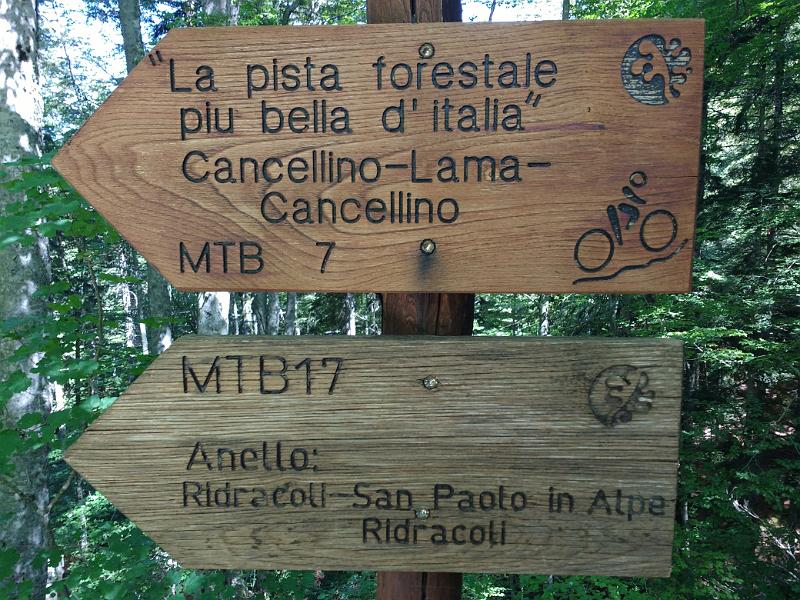 "La pista forestale
piu bella d'italia"
Cancellino-Lama-
Cancellino
MTB 7
MTB17
Anello:
Ridracoli-San Paolo in Alpe
Ridracoli